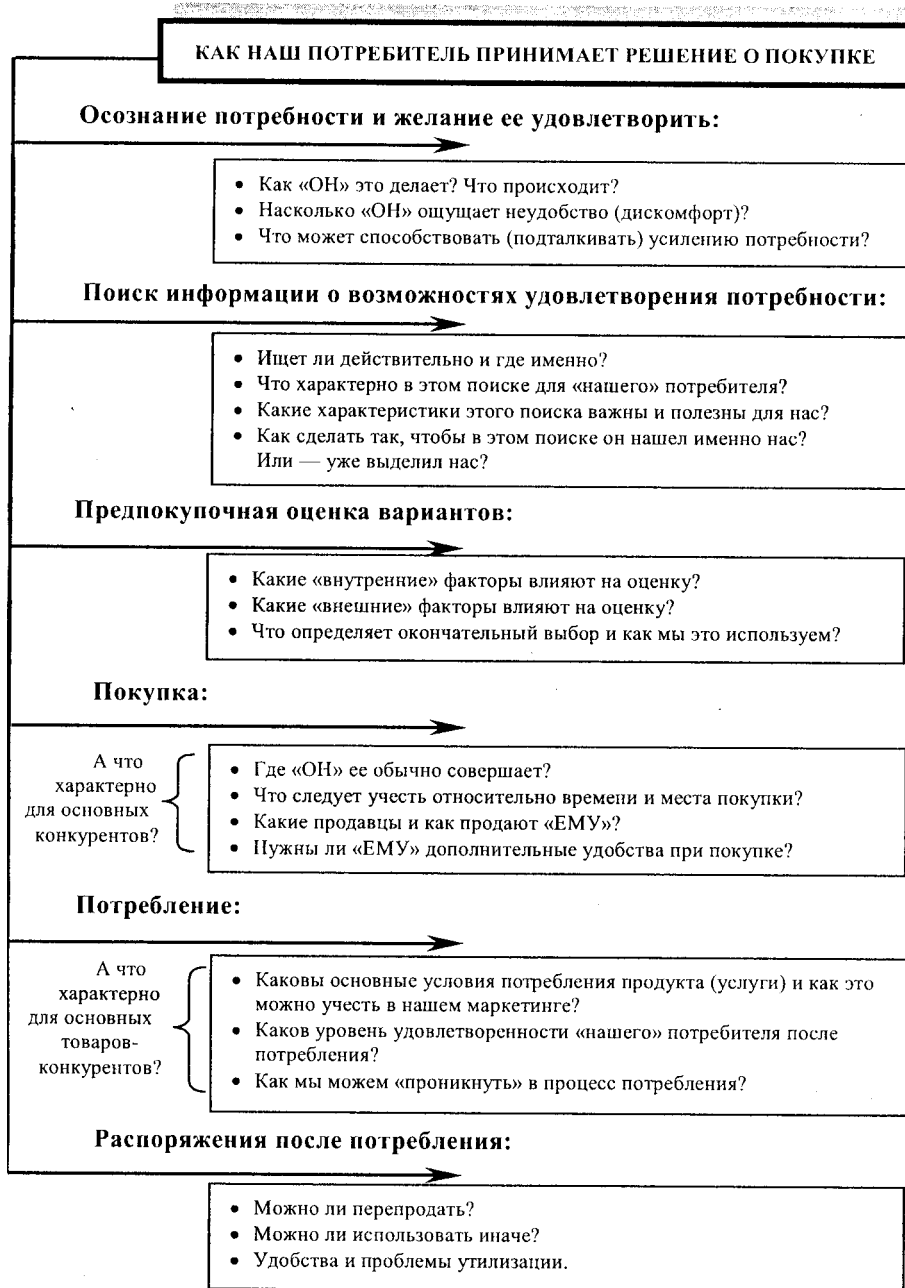 КАК НАШ ПОТРЕБИТЕЛЬ ПРИНИМАЕТ РЕШЕНИЕ О ПОКУПКЕ
Осознание потребности и желание ее удовлетворить:
• Как «ОН» это делает? Что происходит?
• Насколько «ОН» ощущает неудобство (дискомфорт)?
• Что может способствовать (подталкивать) усилению потребности?
Поиск информации о возможностях удовлетворения потребности:
• Ищет ли действительно и где именно?
• Что характерно в этом поиске для «нашего» потребителя?
• Какие характеристики этого поиска важны и полезны для нас?
• Как сделать так, чтобы в этом поиске он нашел именно нас?
Или — уже выделил нас?
Предпокупочная оценка вариантов:
• Какие «внутренние» факторы влияют на оценку?
• Какие «внешние» факторы влияют на оценку?
• Что определяет окончательный выбор и как мы это используем?
Покупка:
А что
характерно
для основных
конкурентов?
• Где «ОН» ее обычно совершает?
• Что следует учесть относительно времени и места покупки?
• Какие продавцы и как продают «ЕМУ»?
• Нужны ли «ЕМУ» дополнительные удобства при покупке?
Потребление:
А что
характерно
для основных
товаров-
конкурентов?
• Каковы основные условия потребления продукта (услуги) и как это
можно учесть в нашем маркетинге?
• Каков уровень удовлетворенности «нашего» потребителя после
потребления?
• Как мы можем «проникнуть» в процесс потребления?
Распоряжения после потребления:
• Можно ли перепродать?
• Можно ли использовать иначе?
• Удобства и проблемы утилизации.